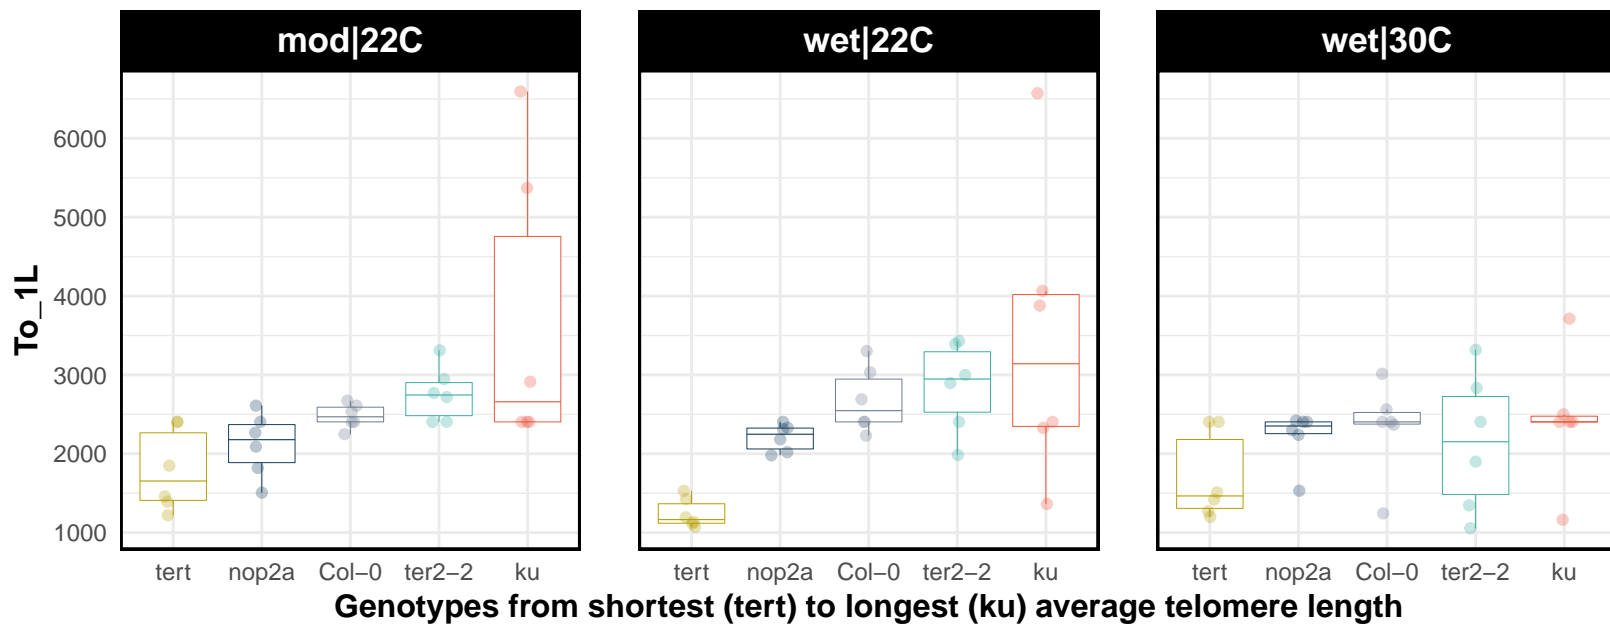 mod|22C wet|22C wet|30C
To_1L
6000
5000
4000
3000
2000
1000
tert nop2a Col−0 ter2−2 ku tert nop2a Col−0 ter2−2 ku tert nop2a Col−0 ter2−2 ku
Genotypes from shortest (tert) to longest (ku) average telomere length